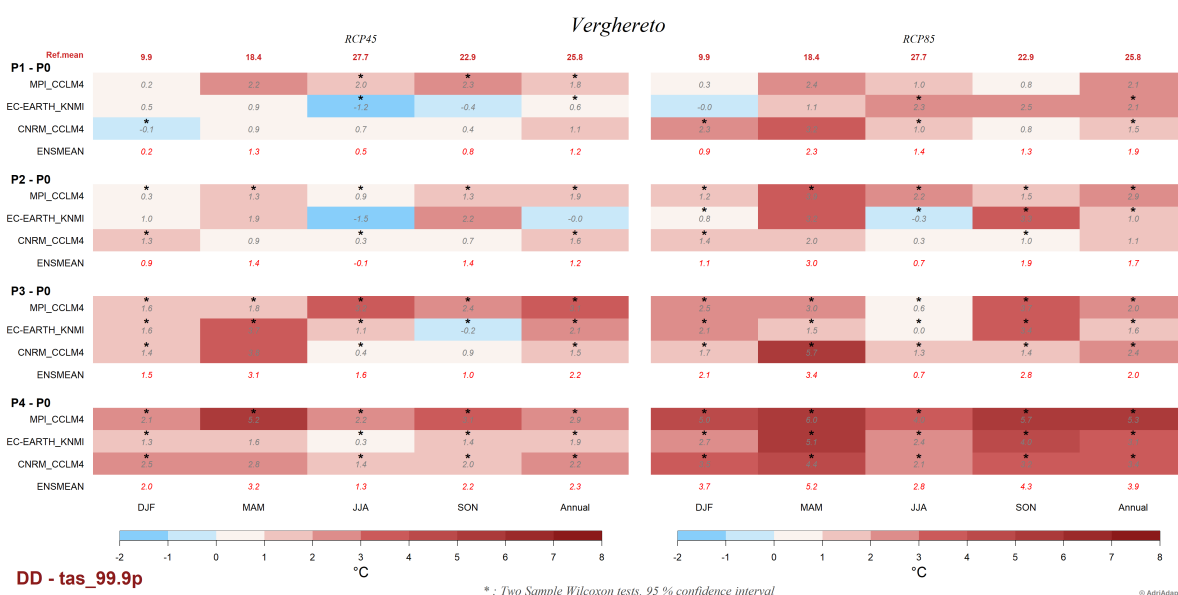 Verghereto
RCP45 RCP85
Ref.mean 9.9 18.4 27.7 22.9 25.8 9.9 18.4 27.7 22.9 25.8
P1 - P0
* * * 
MPI_CCLM4 0.2 2.2 2.0 2.3 1.8 0.3 2.4 1.0 0.8 2.1
* * * *
EC-EARTH_KNMI 0.5 0.9 -1.2 -0.4 0.6 -0.0 1.1 2.3 2.5 2.1
* * * *
CNRM_CCLM4 -0.1 0.9 0.7 0.4 1.1 2.3 1.0 0.8 1.5
ENSMEAN 0.2 1.3 0.5 0.8 1.2 0.9 2.3 1.4 1.3 1.9
P2 - P0
* * * * * * * * * *
MPI_CCLM4 0.3 1.3 0.9 1.3 1.9 1.2 2.2 1.5 2.9
* * * * *
EC-EARTH_KNMI 1.0 1.9 -1.5 2.2 -0.0 0.8 -0.3 1.0
* * * * *
CNRM_CCLM4 1.3 0.9 0.3 0.7 1.6 1.4 2.0 0.3 1.0 1.1
ENSMEAN 0.9 1.4 -0.1 1.4 1.2 1.1 3.0 0.7 1.9 1.7
P3 - P0
* * * * * * * * * *
MPI_CCLM4 1.6 1.8 2.4 2.5 3.0 0.6 2.0
* * * * * * * * *
EC-EARTH_KNMI 1.6 1.1 -0.2 2.1 2.1 1.5 0.0 1.6
* * * * * * * *
CNRM_CCLM4 1.4 0.4 0.9 1.5 1.7 5.7 1.3 1.4 2.4
ENSMEAN 1.5 3.1 1.6 1.0 2.2 2.1 3.4 0.7 2.8 2.0
P4 - P0
* * * * * * * * * *
MPI_CCLM4 2.1 5.2 2.2 2.9 6.0 5.7 5.3
* * * * * * * * *
EC-EARTH_KNMI 1.3 1.6 0.3 1.4 1.9 2.7 5.1 2.4 4.0
* * * * * * * * *
CNRM_CCLM4 2.5 2.8 1.4 2.0 2.2 4.4 2.1
ENSMEAN 2.0 3.2 1.3 2.2 2.3 3.7 5.2 2.8 4.3 3.9
DJF MAM JJA SON Annual DJF MAM JJA SON Annual
-2 -1 0 1 2 3 4 5 6 7 8 -2 -1 0 1 2 3 4 5 6 7 8
°C °C
DD - tas_99.9p
* : Two Sample Wilcoxon tests, 95 % confidence interval
© AdriAdap